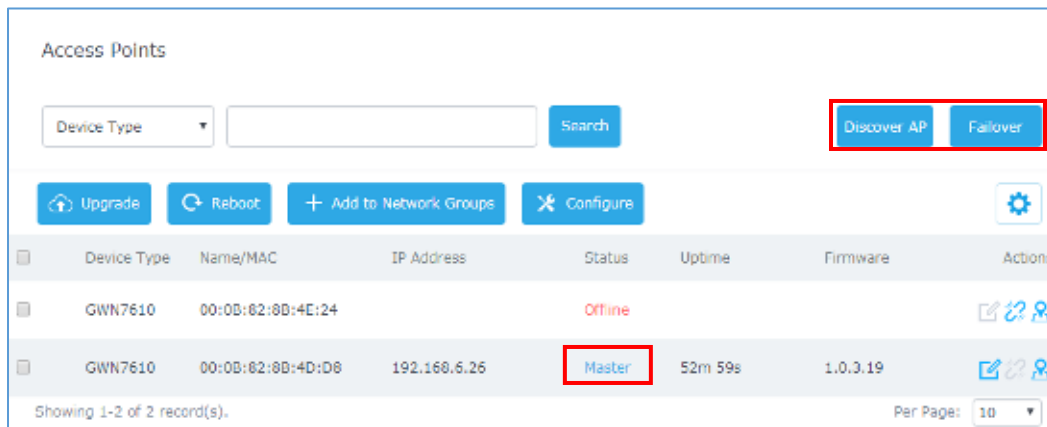 Access Points
Device Type Search Discover AP Failover
Upgrade Reboot Add to Network Groups Configure
Device Type Name/MAC IP Address Status Uptime Firmware Action
GWN7610 00:0B:82:8B:4E:24 Offline
GWN7610 00:0B:82:8B:4D:D8 192.168.6.26 Master 52m 59s 1.0.3.19
Showing 1-2 of 2 record(s). Per Page: 10